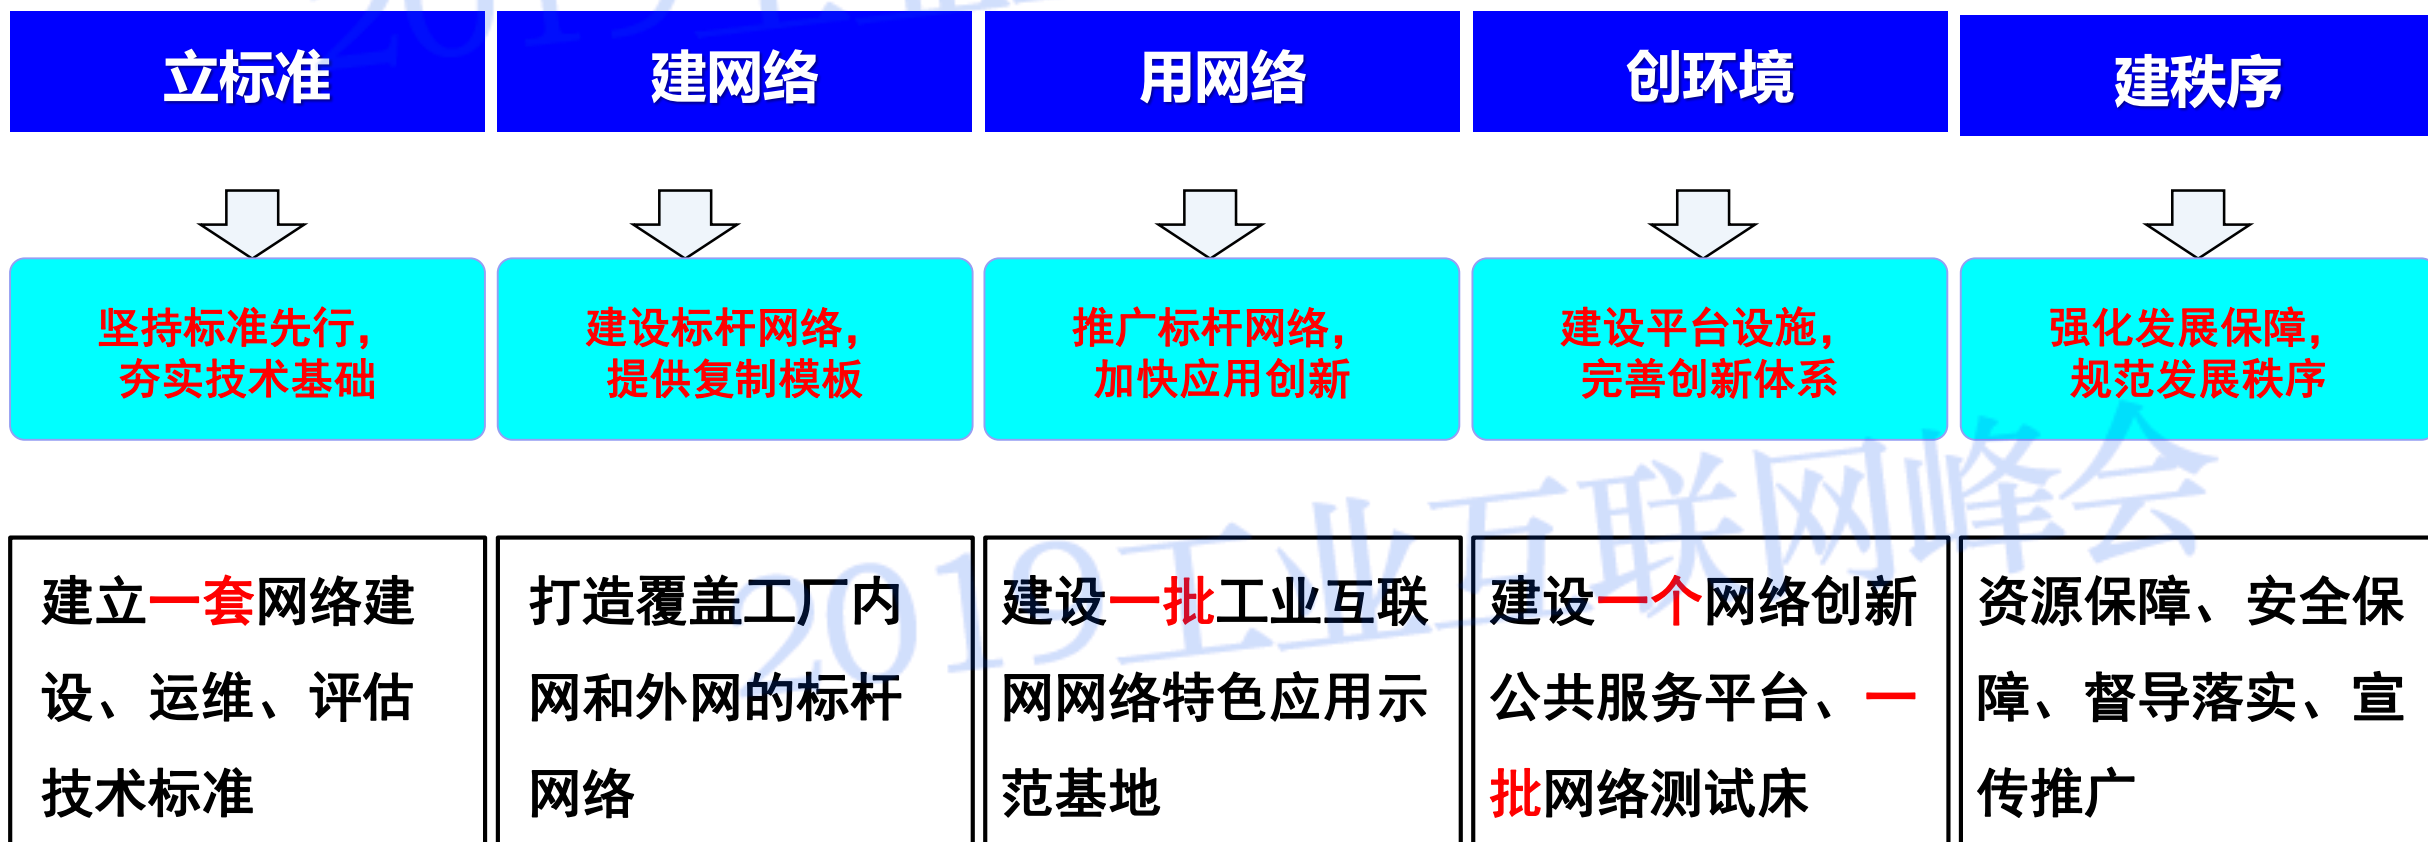 立标准
建网络
用网络
创环境
建秩序
坚持标准先行，
夯实技术基础
建设标杆网络，
提供复制模板
推广标杆网络，
加快应用创新
建设平台设施，
完善创新体系
强化发展保障，
规范发展秩序
建立一套网络建
设、运维、评估
技术标准
打造覆盖工厂内
网和外网的标杆
网络
建设一批工业互联
网网络特色应用示
范基地
建设一个网络创新
公共服务平台、一
批网络测试床
资源保障、安全保
障、督导落实、宣
传推广
2019工业互联网峰会